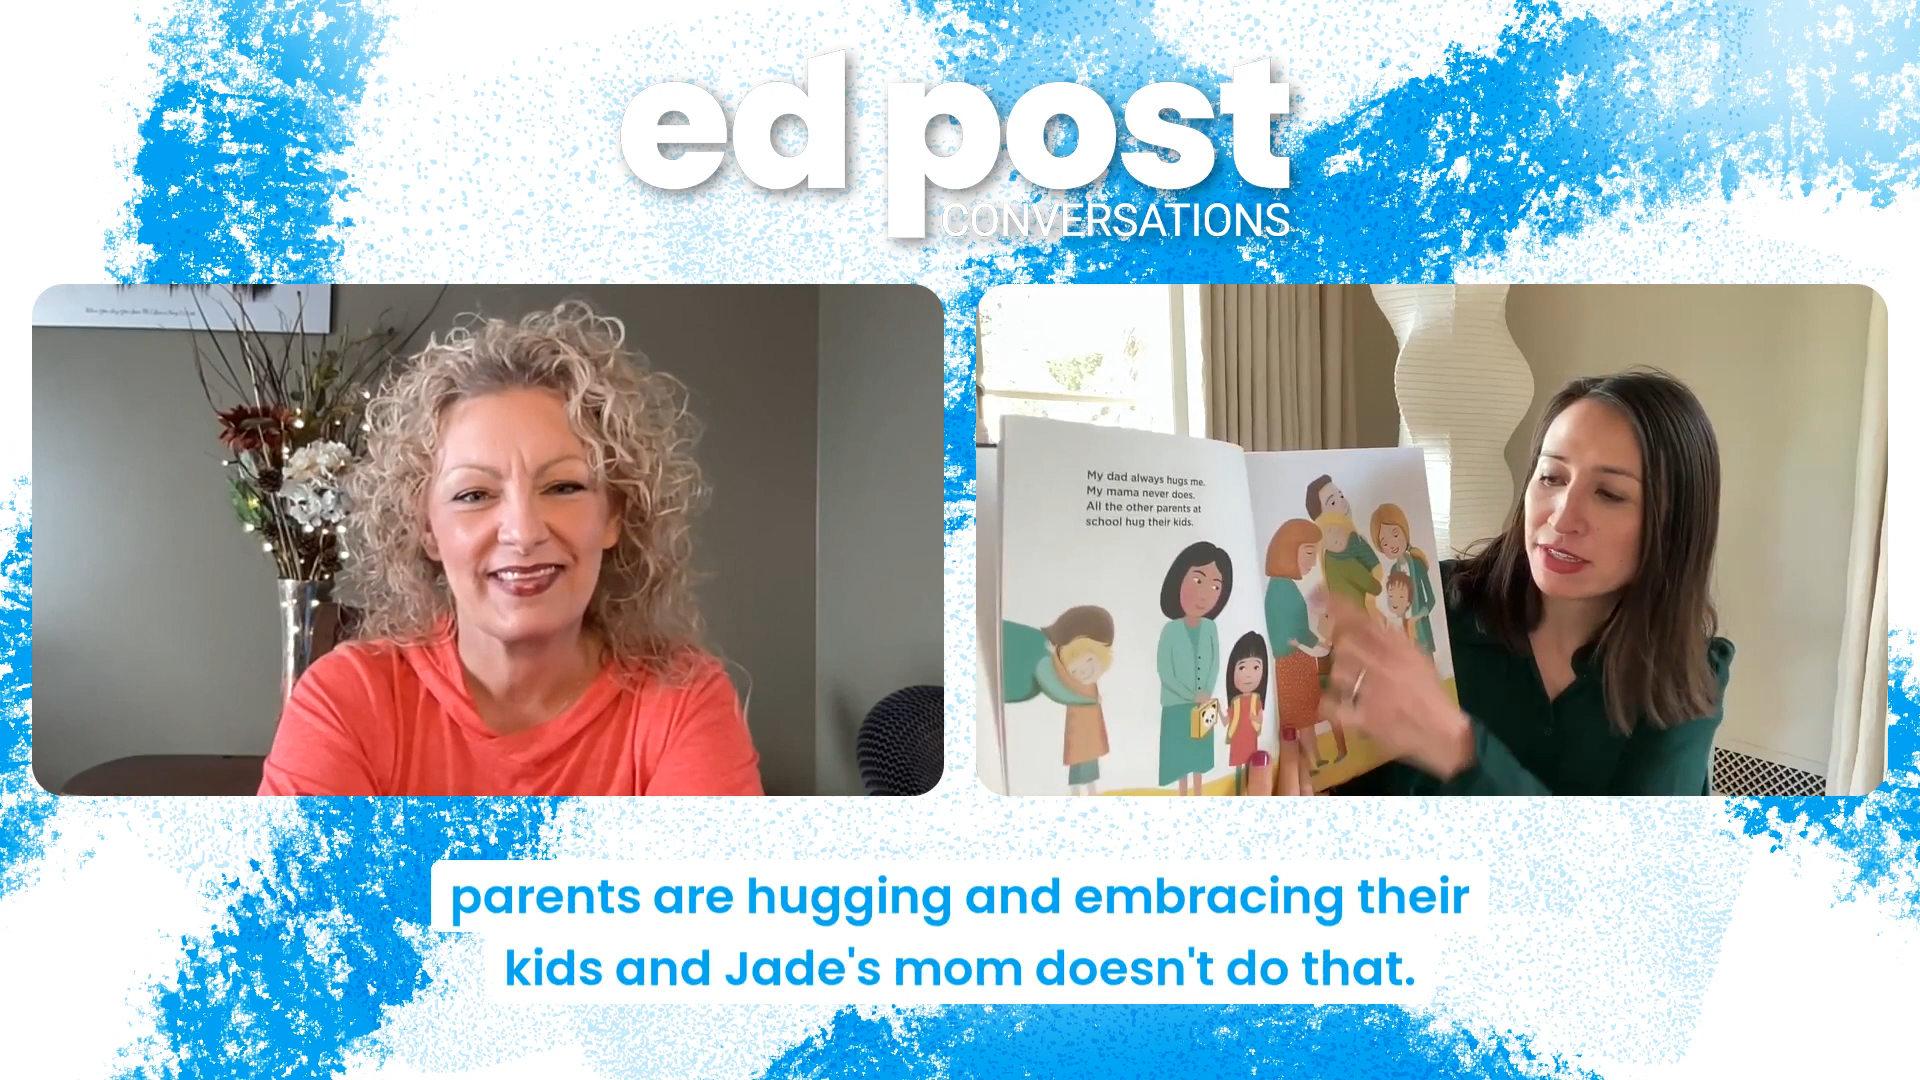 ed post
CONVERSATIONS
My dad always hugs me.
My mama never does.
All the other parents at
school hug their kids.
parents are hugging and embracing their
kids and Jade's mom doesn't do that.